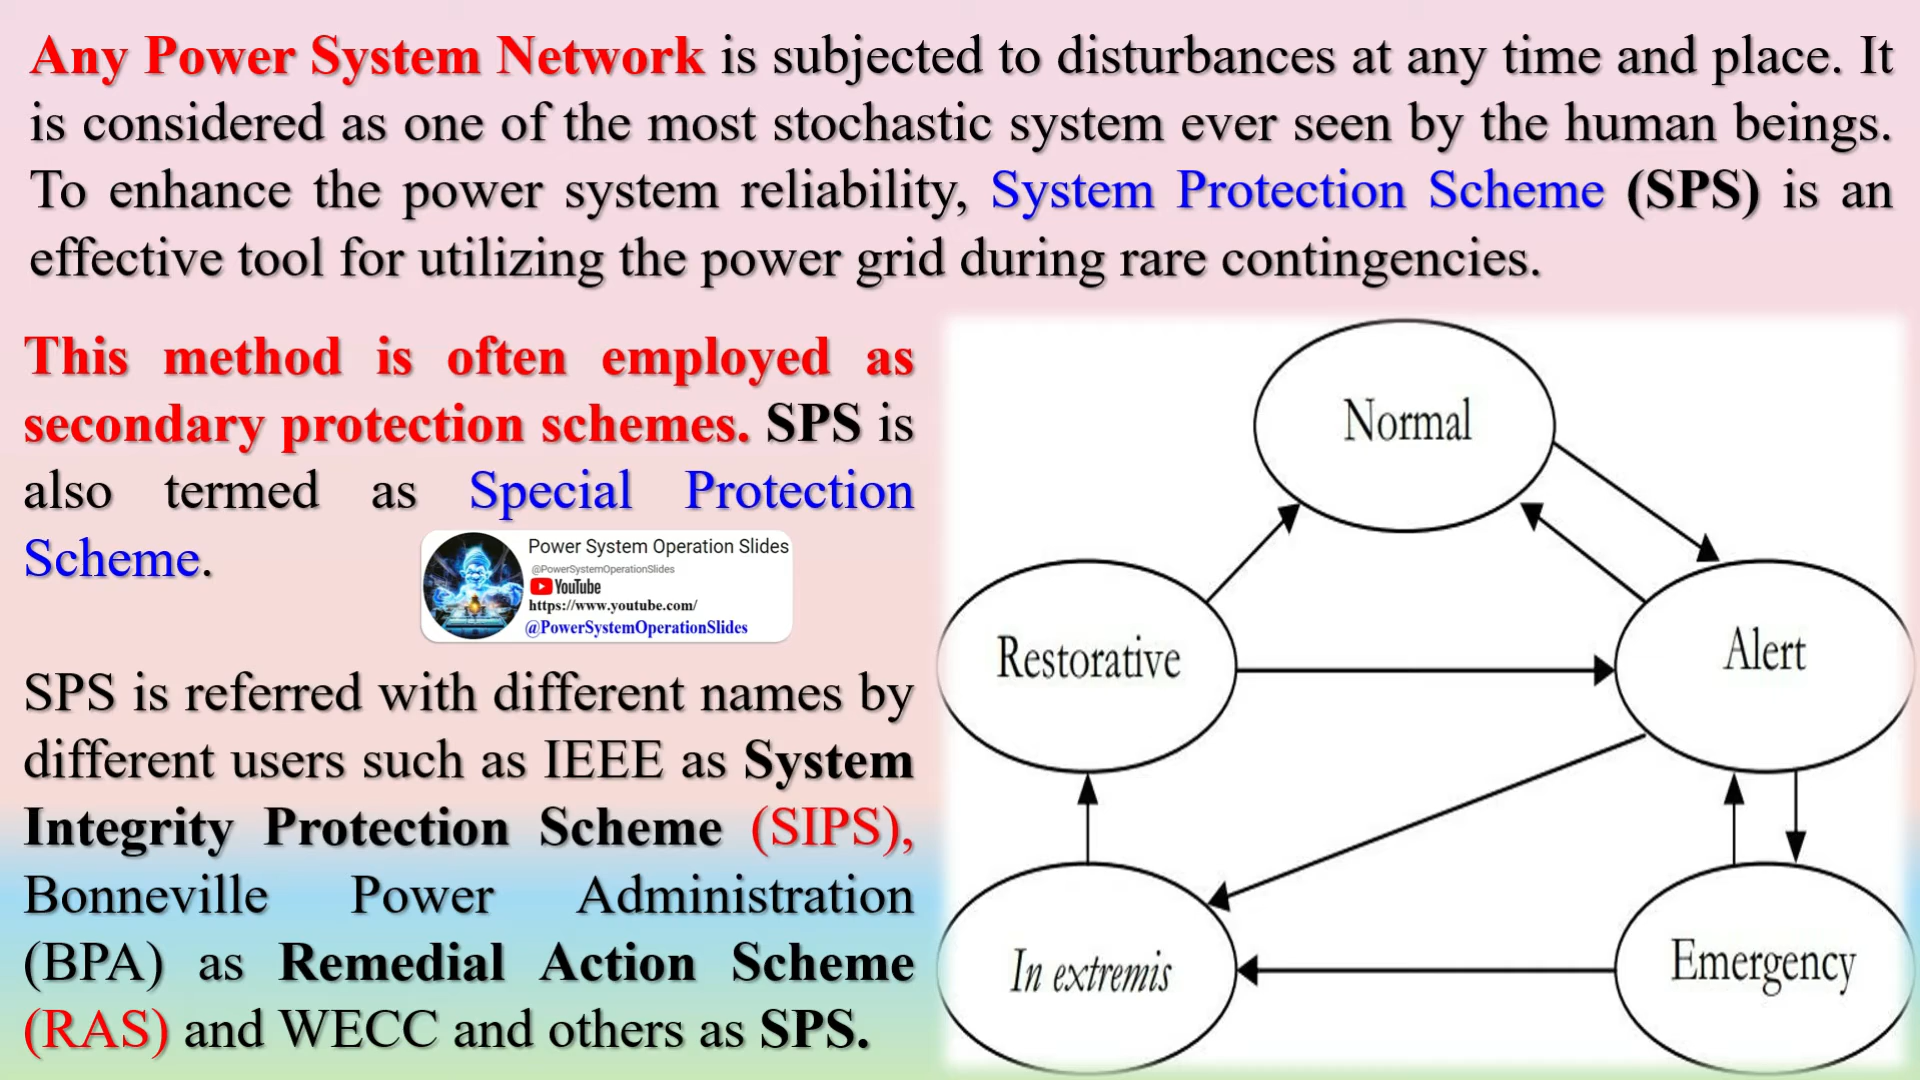 Any Power System Network is subjected to disturbances at any time and place. It
is considered as one of the most stochastic system ever seen by the human beings.
To enhance the power system reliability, System Protection Scheme (SPS) is an
effective tool for utilizing the power grid during rare contingencies.
This method is often employed as
secondary protection schemes. SPS is
also termed as Special Protection
Scheme.
Power System Operation Slides
@PowerSystemOperationSlides
YouTube
https://www.youtube.com/
@PowerSystemOperationSlides
SPS is referred with different names by
different users such as IEEE as System
Integrity Protection Scheme (SIPS),
Bonneville Power Administration
(BPA) as Remedial Action Scheme
(RAS) and WECC and others as SPS.
Normal
Restorative
Alert
In extremis
Emergency